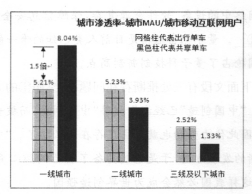 城市渗透率=城市MAU/城市移动互联网用户
网格柱代表出行单车
黑色柱代表共享单车
8.04%
1.5倍
5.21%
5.23%
3.93%
2.52%
1.33%
一线城市
二线城市
三线及以下城市